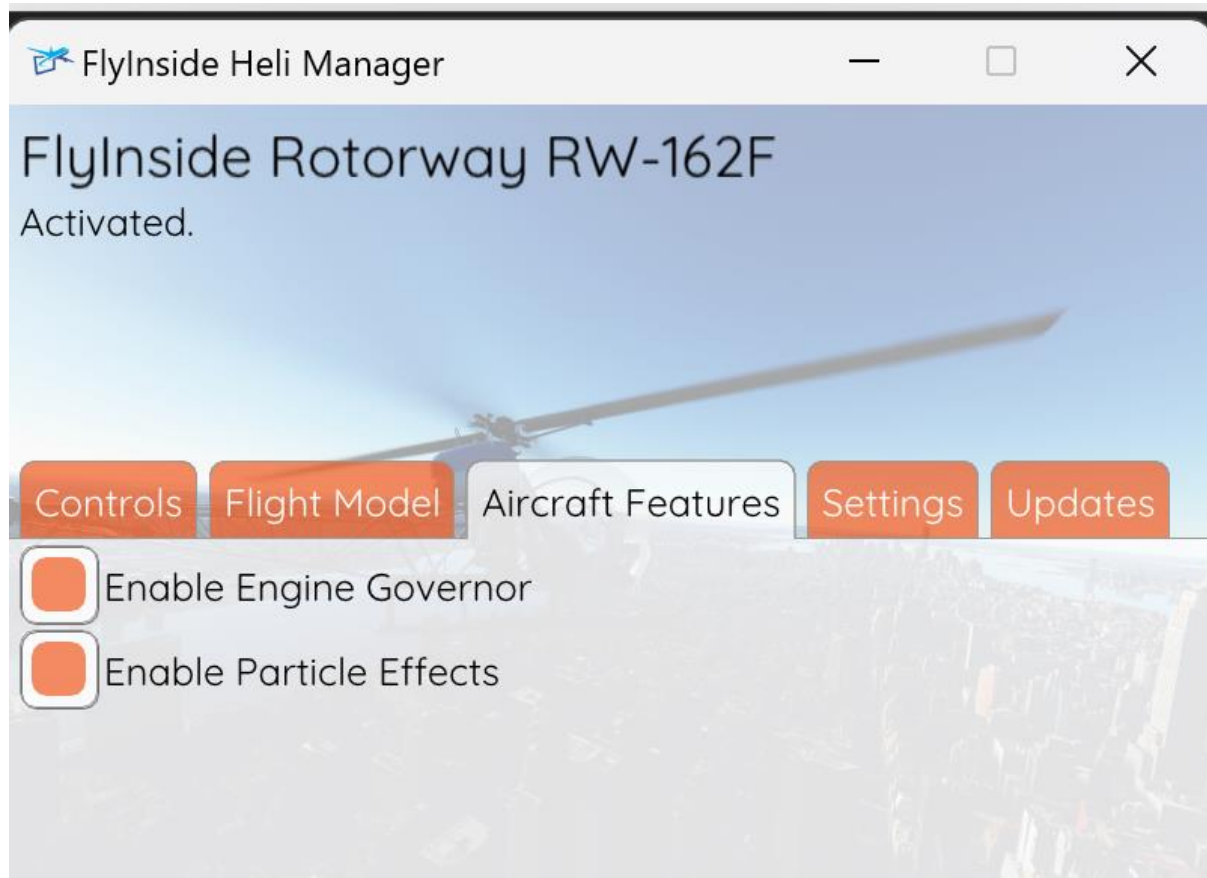 FlyInside Heli Manager
FlyInside Rotorway RW-162F
Activated.
Controls Flight Model Aircraft Features Settings Updates
Enable Engine Governor
Enable Particle Effects